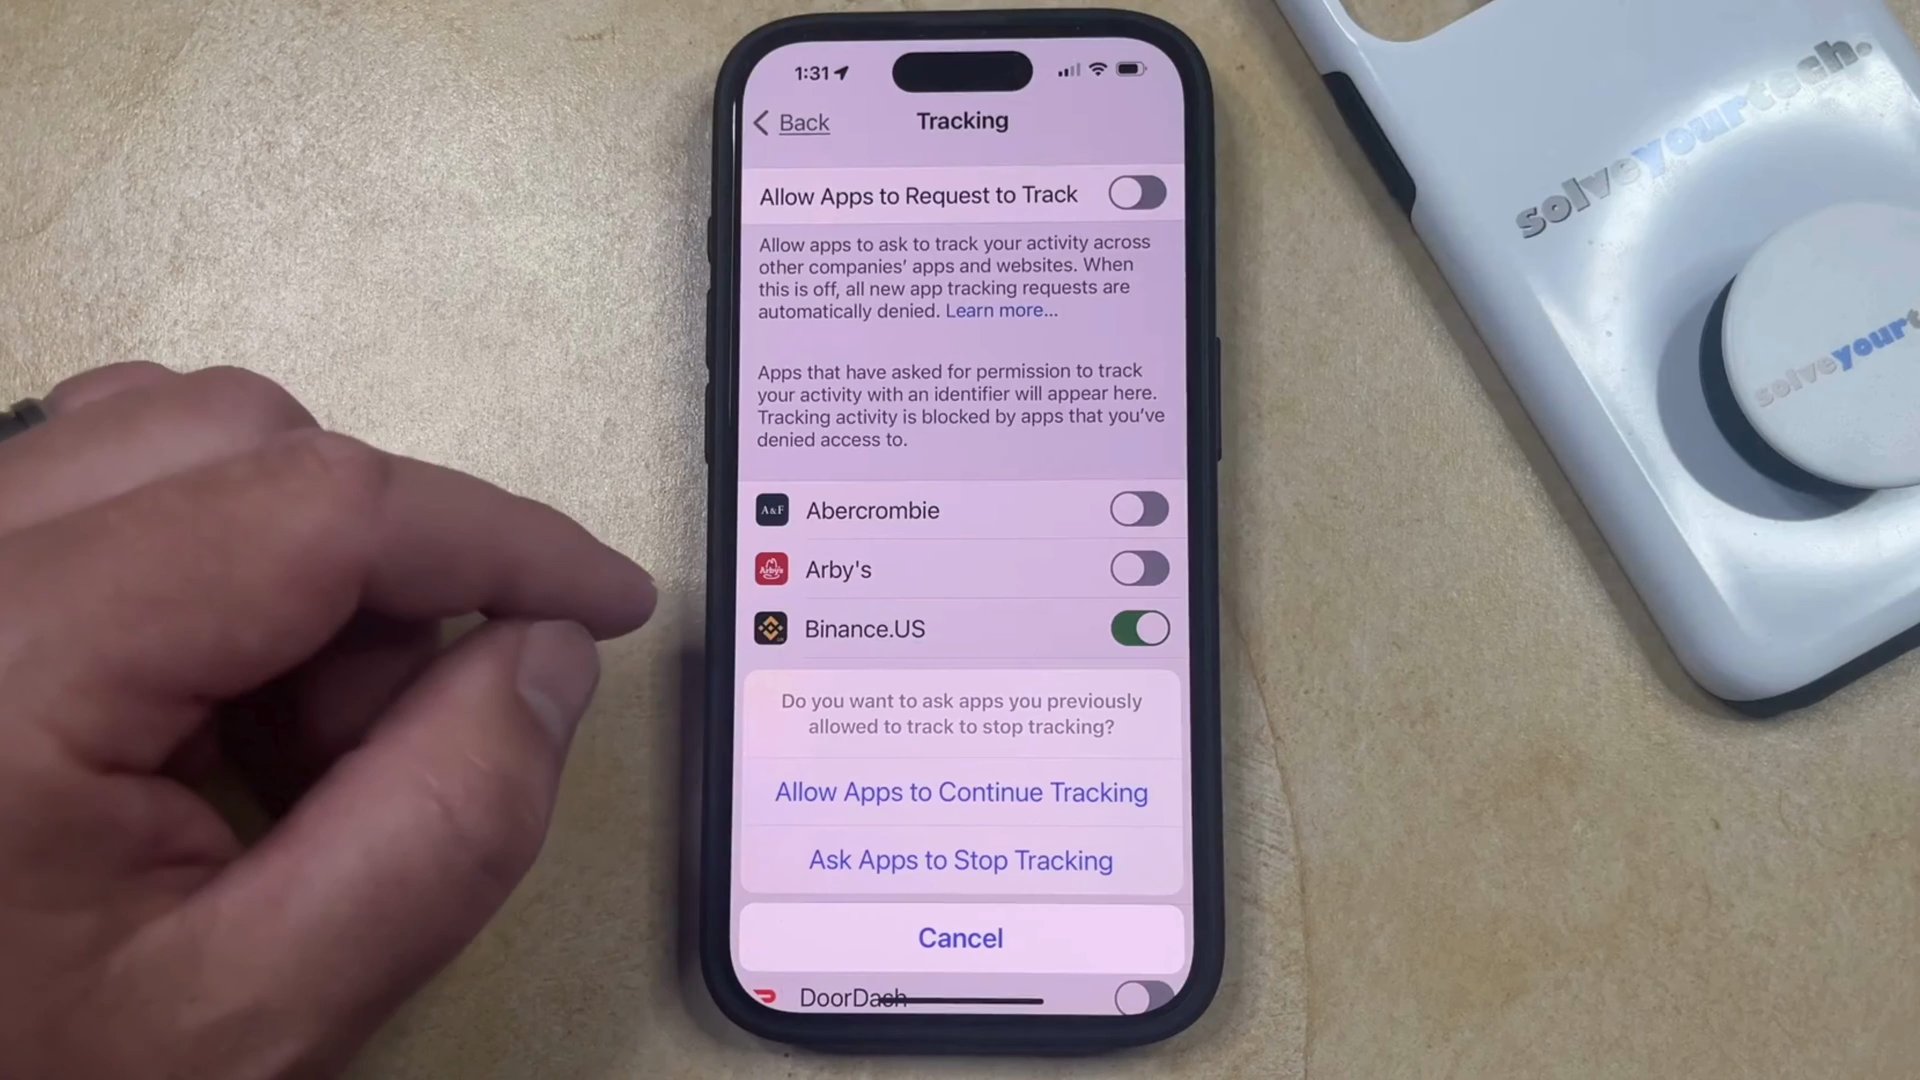 1:31
Back
Tracking
Allow Apps to Request to Track
Allow apps to ask to track your activity across
other companies' apps and websites. When
this is off, all new app tracking requests are
automatically denied. Learn more...
Apps that have asked for permission to track
your activity with an identifier will appear here.
Tracking activity is blocked by apps that you've
denied access to.
A&F Abercrombie
Arby's Arby's
Binance.US
Do you want to ask apps you previously
allowed to track to stop tracking?
Allow Apps to Continue Tracking
Ask Apps to Stop Tracking
Cancel
DoorDash
solveyourtech.
solveyourt